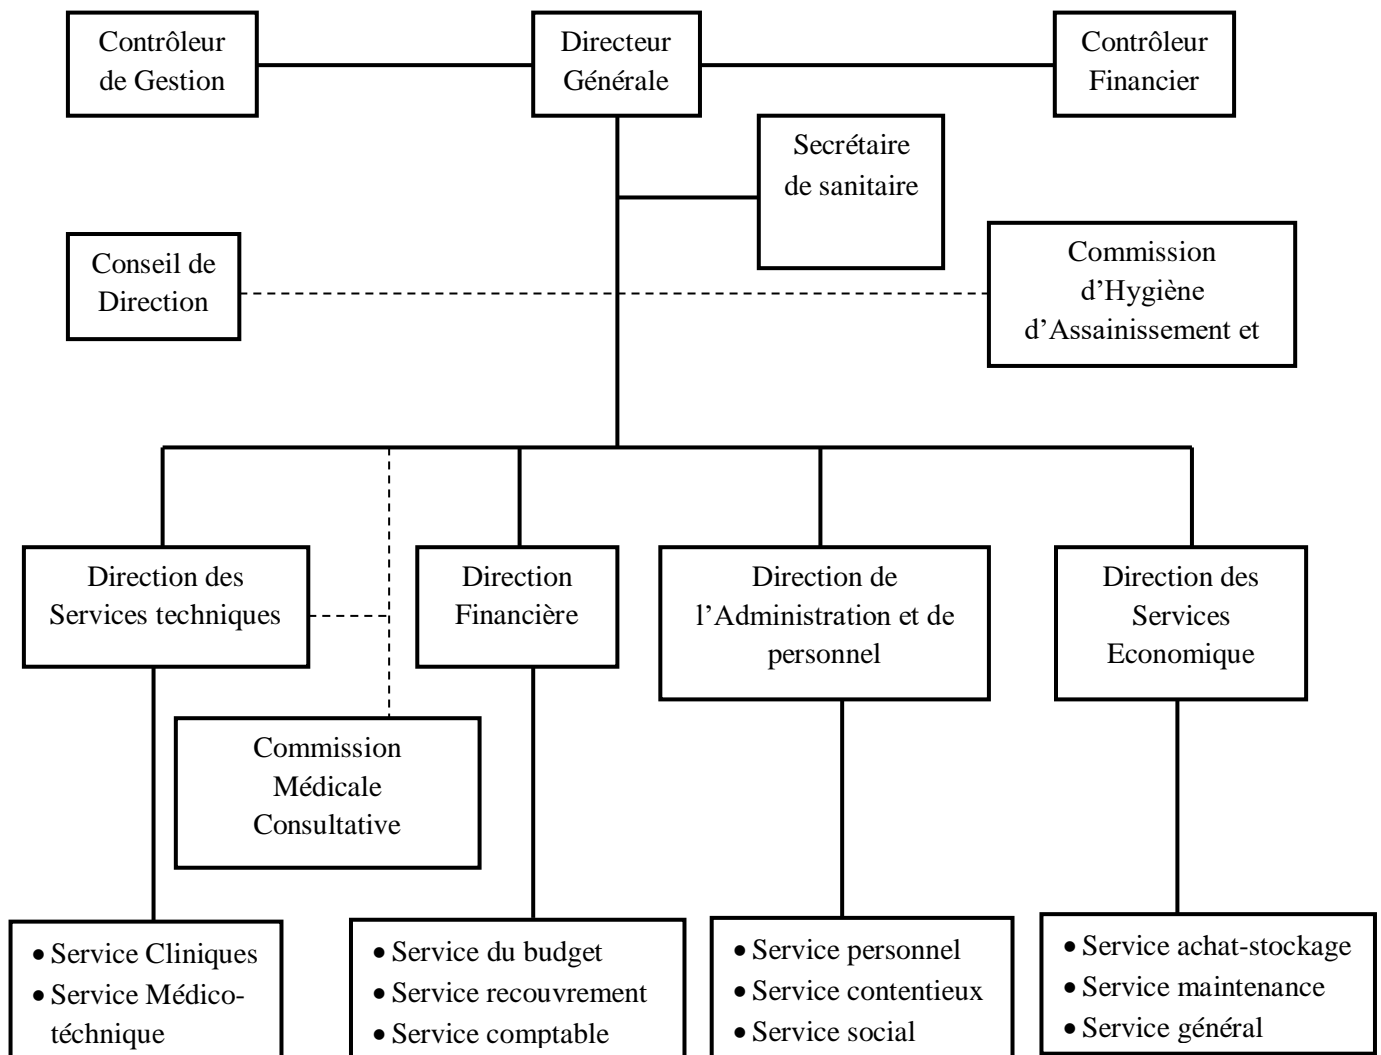 Contrôleur
de Gestion
Directeur
Générale
Contrôleur
Financier
Secrétaire
de sanitaire
Conseil de
Direction
Commission
d’Hygiène
d’Assainissement et
Direction des
Services techniques
Direction
Financière
Direction de
l’Administration et de
personnel
Direction des
Services
Economique
Commission
Médicale
Consultative
• Service Cliniques
• Service Médico-
téchnique
• Service du budget
• Service recouvrement
• Service comptable
• Service personnel
• Service contentieux
• Service social
• Service achat-stockage
• Service maintenance
• Service général